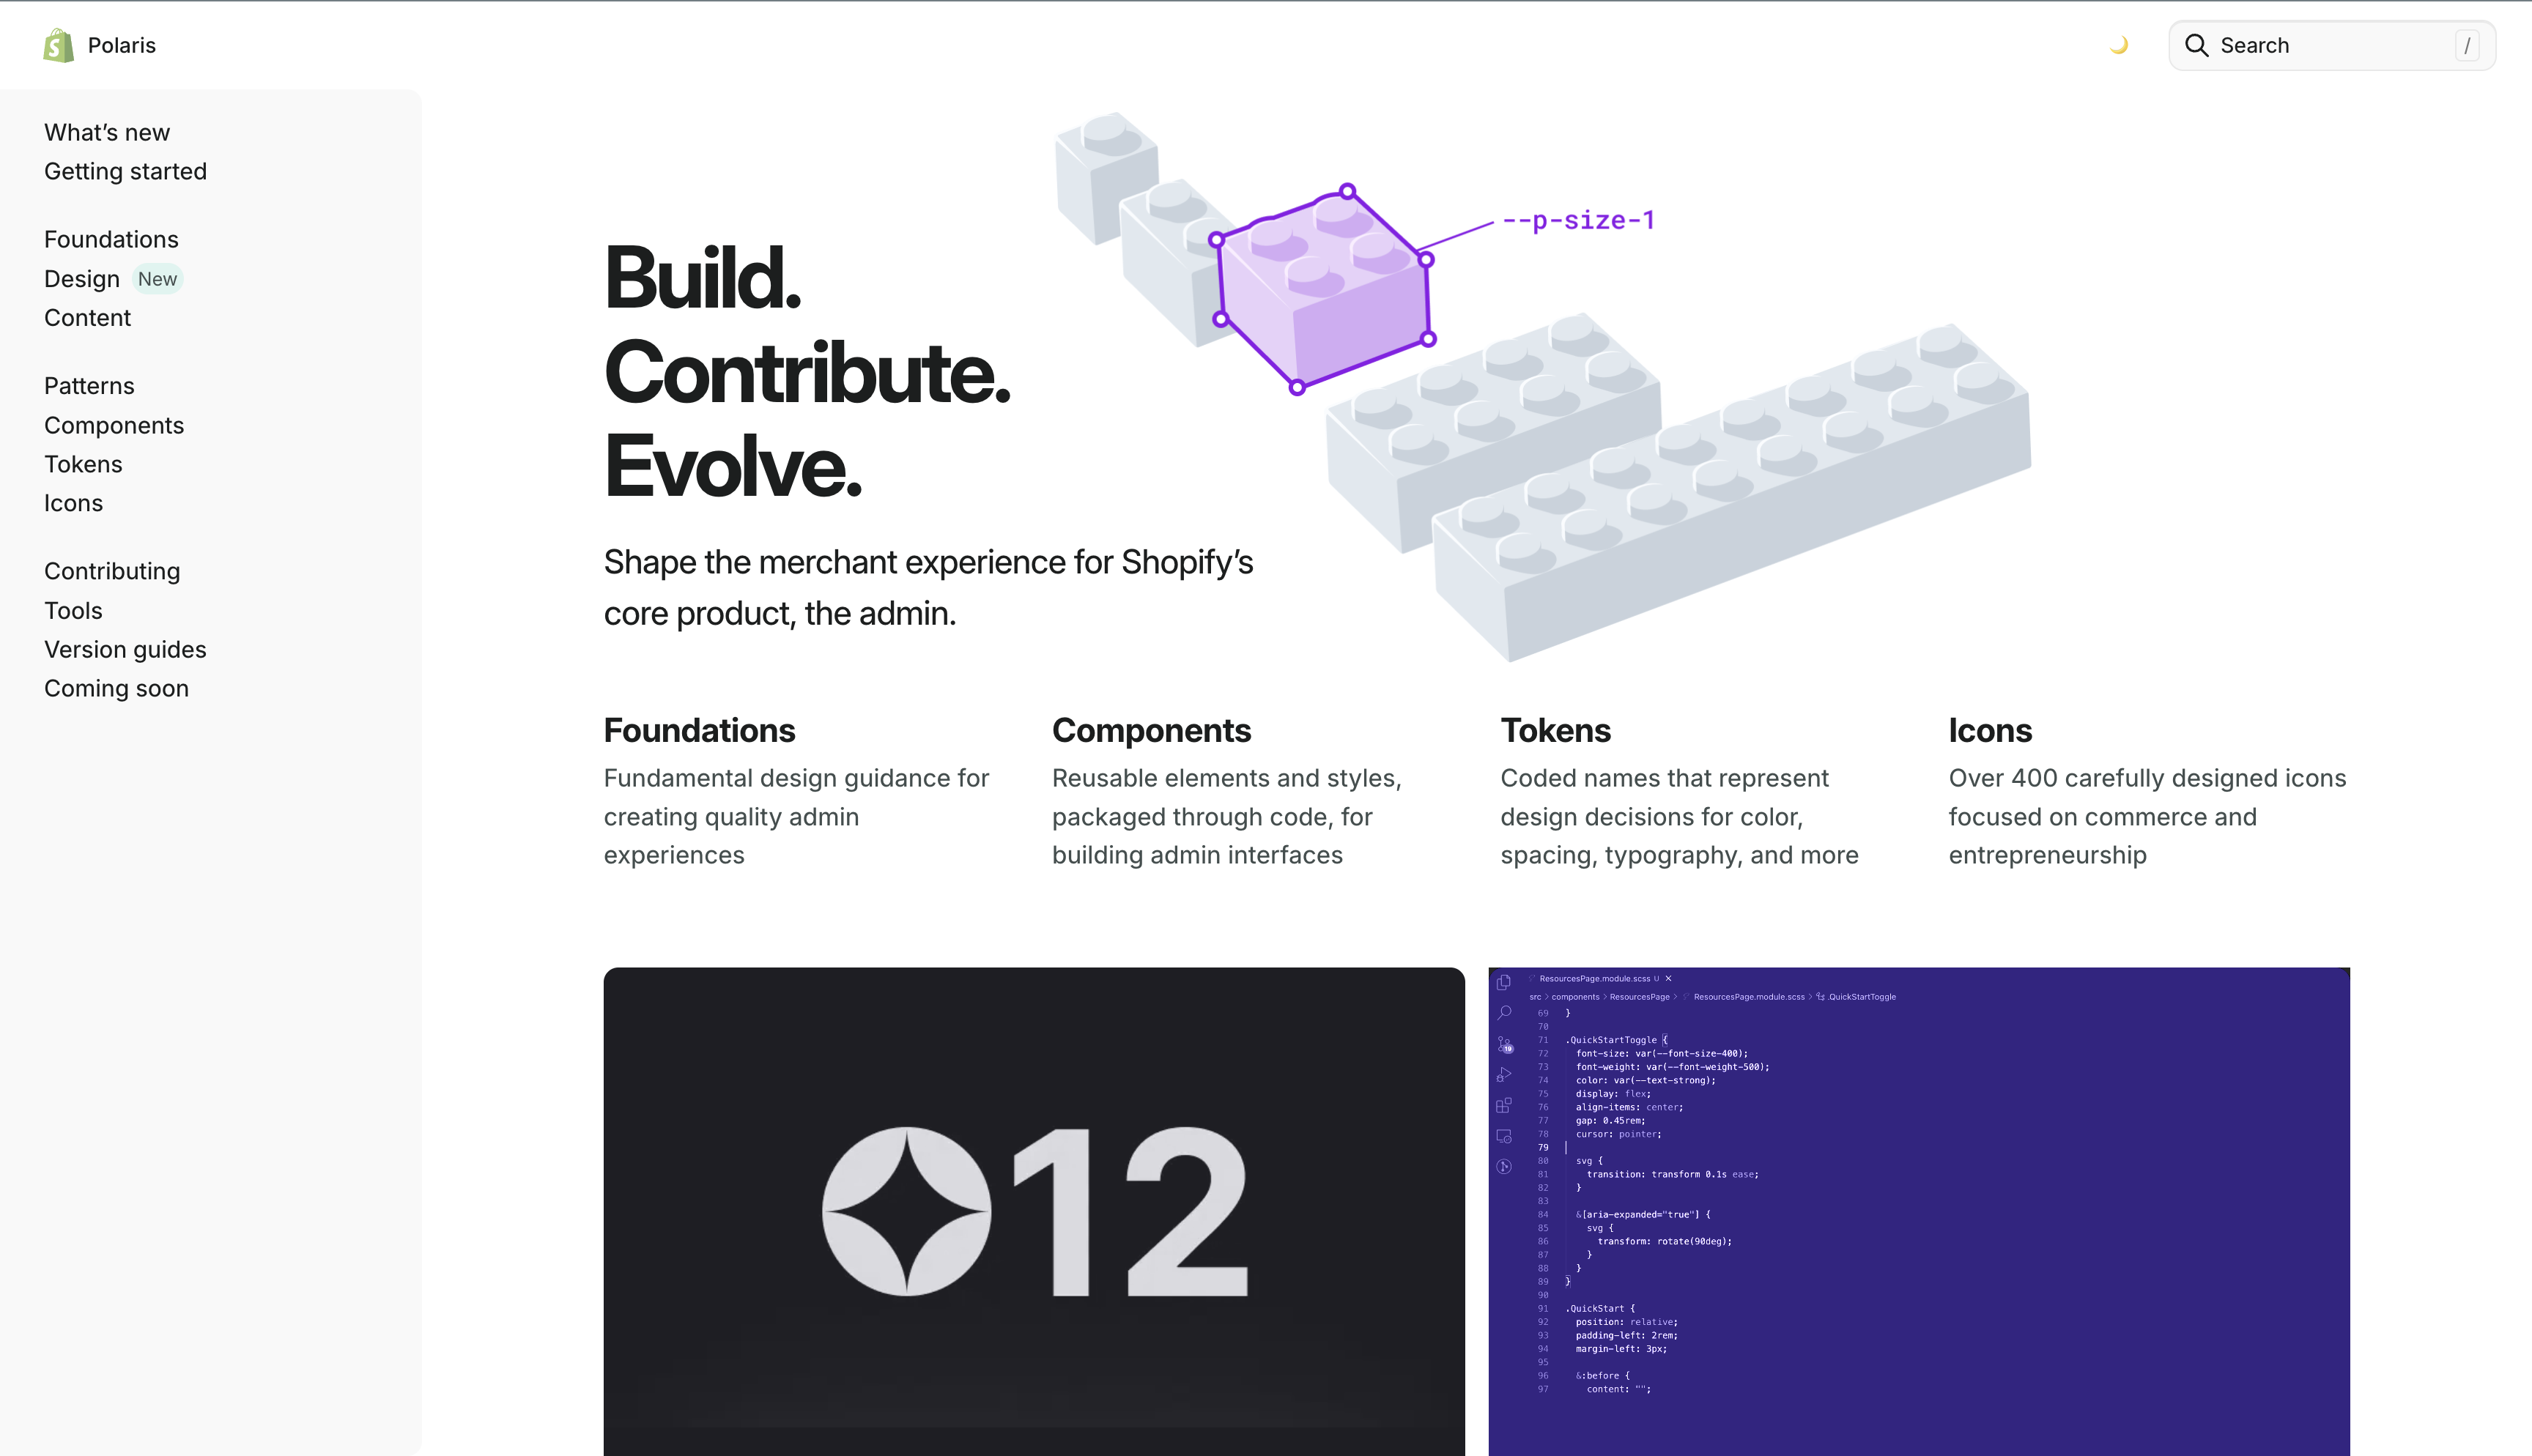 Polaris
Search
/
What’s new
Getting started
Foundations
Design New
Content
Patterns
Components
Tokens
Icons
Contributing
Tools
Version guides
Coming soon
Build.
Contribute.
Evolve.
--p-size-1
Shape the merchant experience for Shopify’s
core product, the admin.
Foundations
Fundamental design guidance for
creating quality admin
experiences
Components
Reusable elements and styles,
packaged through code, for
building admin interfaces
Tokens
Coded names that represent
design decisions for color,
spacing, typography, and more
Icons
Over 400 carefully designed icons
focused on commerce and
entrepreneurship
12
ResourcesPage.module.scss U ×
src > components > ResourcesPage > ResourcesPage.module.scss > .QuickStartToggle
19
69 }
70
71 .QuickStartToggle {
72 font-size: var(--font-size-400);
73 font-weight: var(--font-weight-500);
74 color: var(--text-strong);
75 display: flex;
76 align-items: center;
77 gap: 0.45rem;
78 cursor: pointer;
79
80 svg {
81 transition: transform 0.1s ease;
82 }
83
84 &[aria-expanded="true"] {
85 svg {
86 transform: rotate(90deg);
87 }
88 }
89 }
90
91 .QuickStart {
92 position: relative;
93 padding-left: 2rem;
94 margin-left: 3px;
95
96 &:before {
97 content: "";